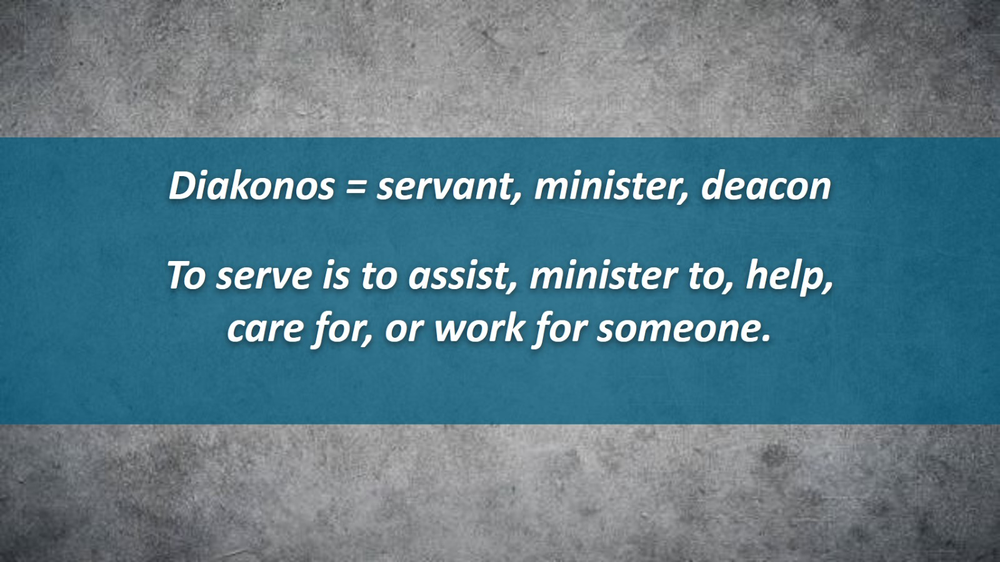 Diakonos = servant, minister, deacon
To serve is to assist, minister to, help,
care for, or work for someone.